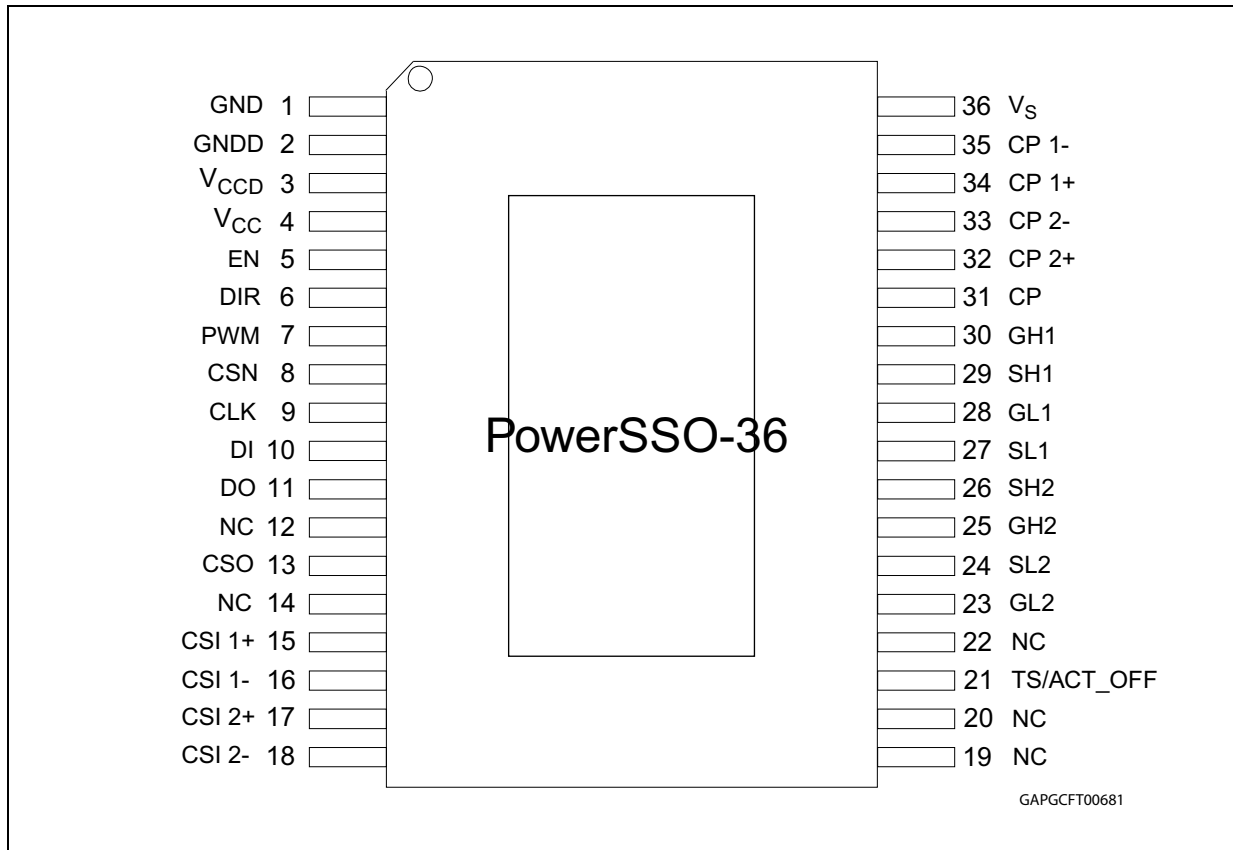 GND 1
GNDD 2
VCCD 3
VCC 4
EN 5
DIR 6
PWM 7
CSN 8
CLK 9
DI 10
DO 11
NC 12
CSO 13
NC 14
CSI 1+ 15
CSI 1- 16
CSI 2+ 17
CSI 2- 18
PowerSSO-36
36 VS
35 CP 1-
34 CP 1+
33 CP 2-
32 CP 2+
31 CP
30 GH1
29 SH1
28 GL1
27 SL1
26 SH2
25 GH2
24 SL2
23 GL2
22 NC
21 TS/ACT_OFF
20 NC
19 NC
GAPGCFT00681